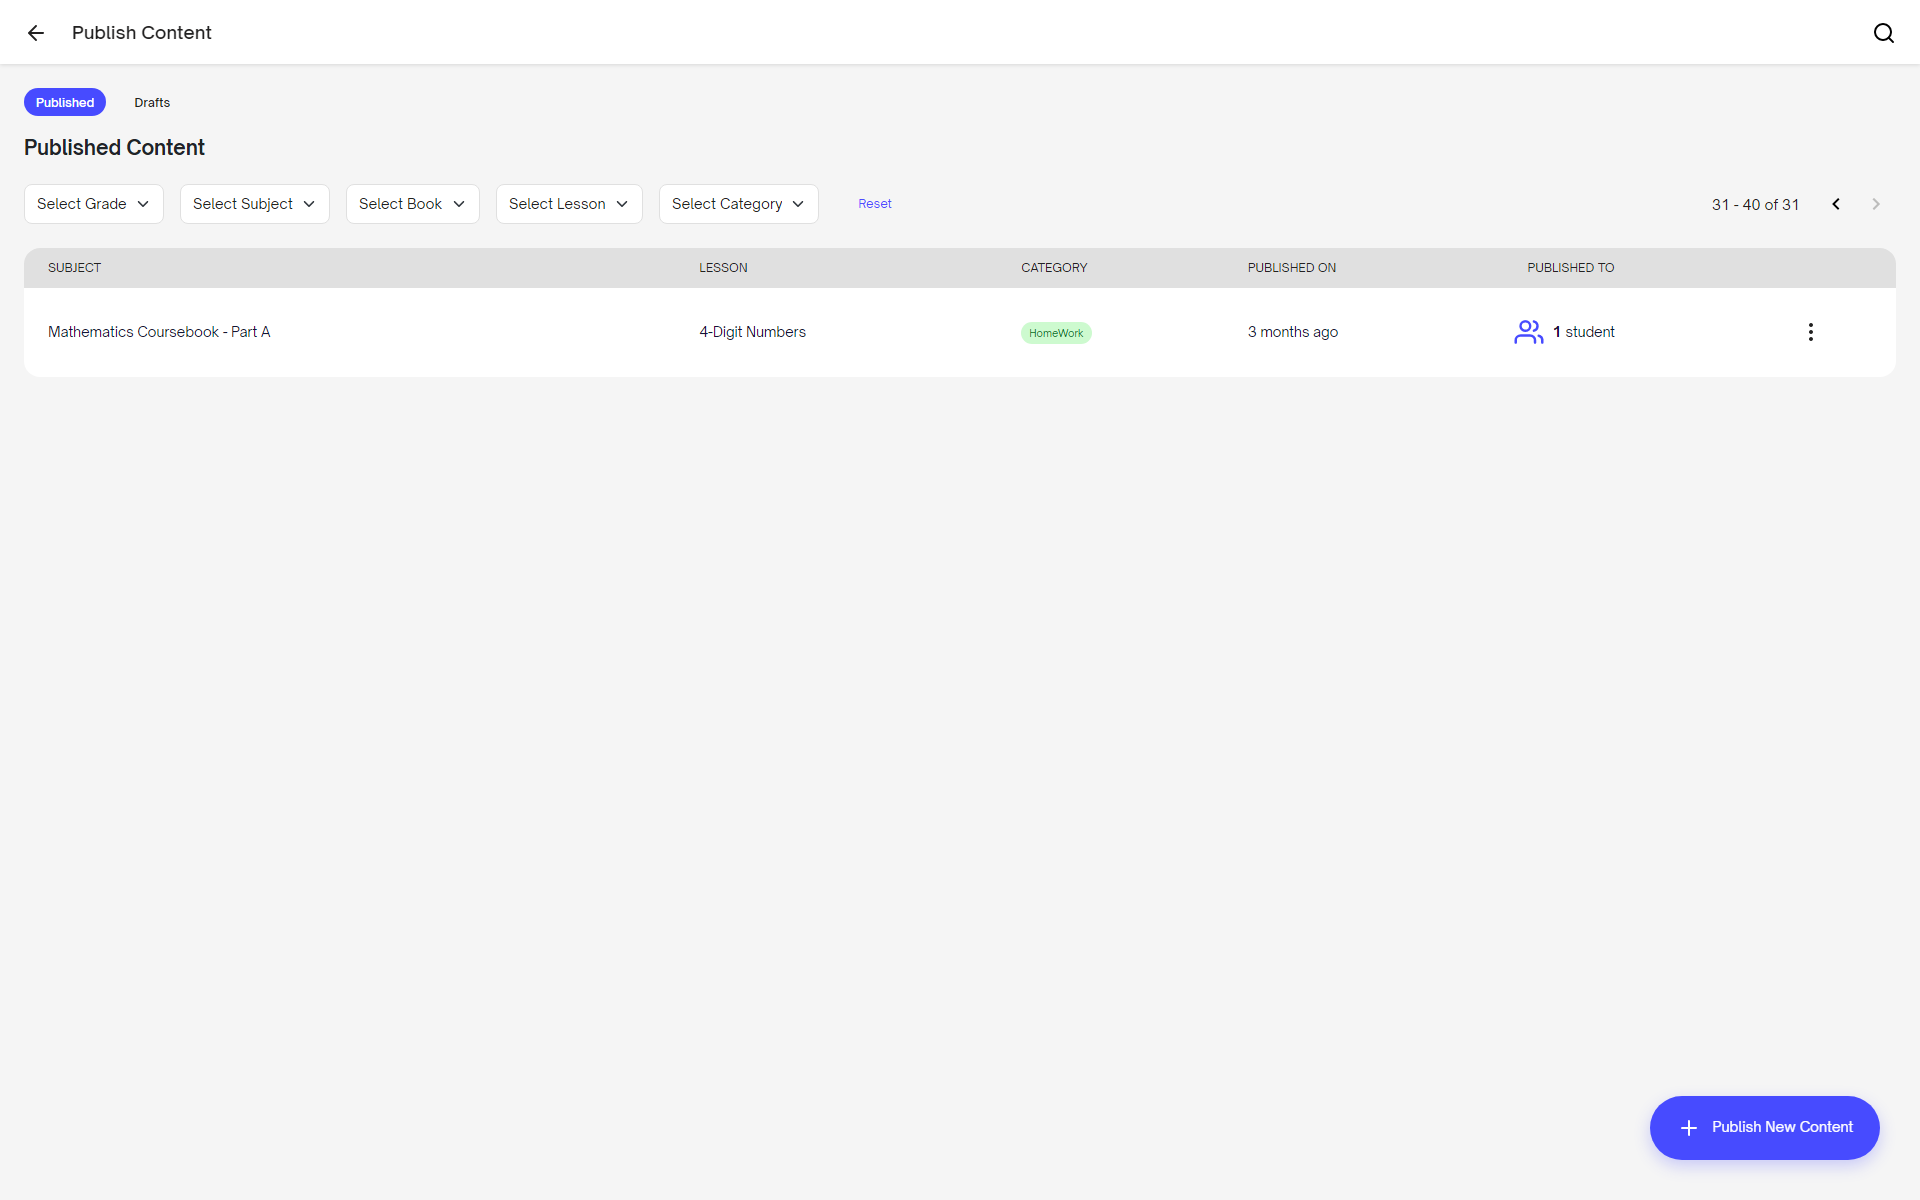 Publish Content
Published
Drafts
Published Content
Select Grade
Select Subject
Select Book
Select Lesson
Select Category
Reset
31 - 40 of 31
SUBJECT
LESSON
CATEGORY
PUBLISHED ON
PUBLISHED TO
Mathematics Coursebook - Part A
4-Digit Numbers
HomeWork
3 months ago
1 student
Publish New Content